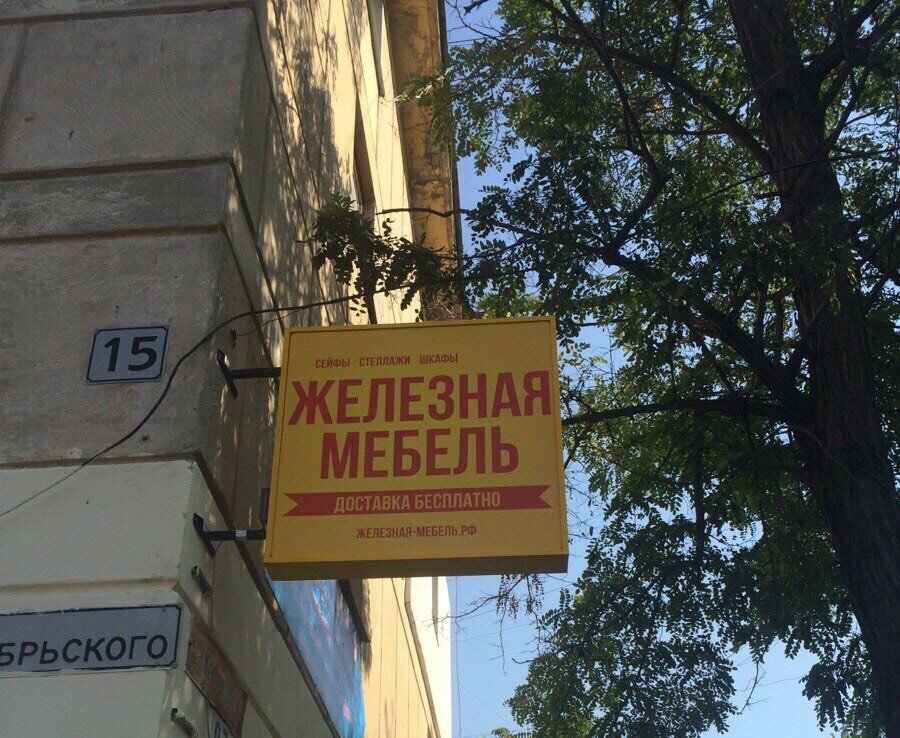 15
СЕЙФЫ СТЕЛЛАЖИ ШКАФЫ
ЖЕЛЕЗНАЯ
МЕБЕЛЬ
ДОСТАВКА БЕСПЛАТНО
ЖЕЛЕЗНАЯ-МЕБЕЛЬ.РФ
БРЬСКОГО